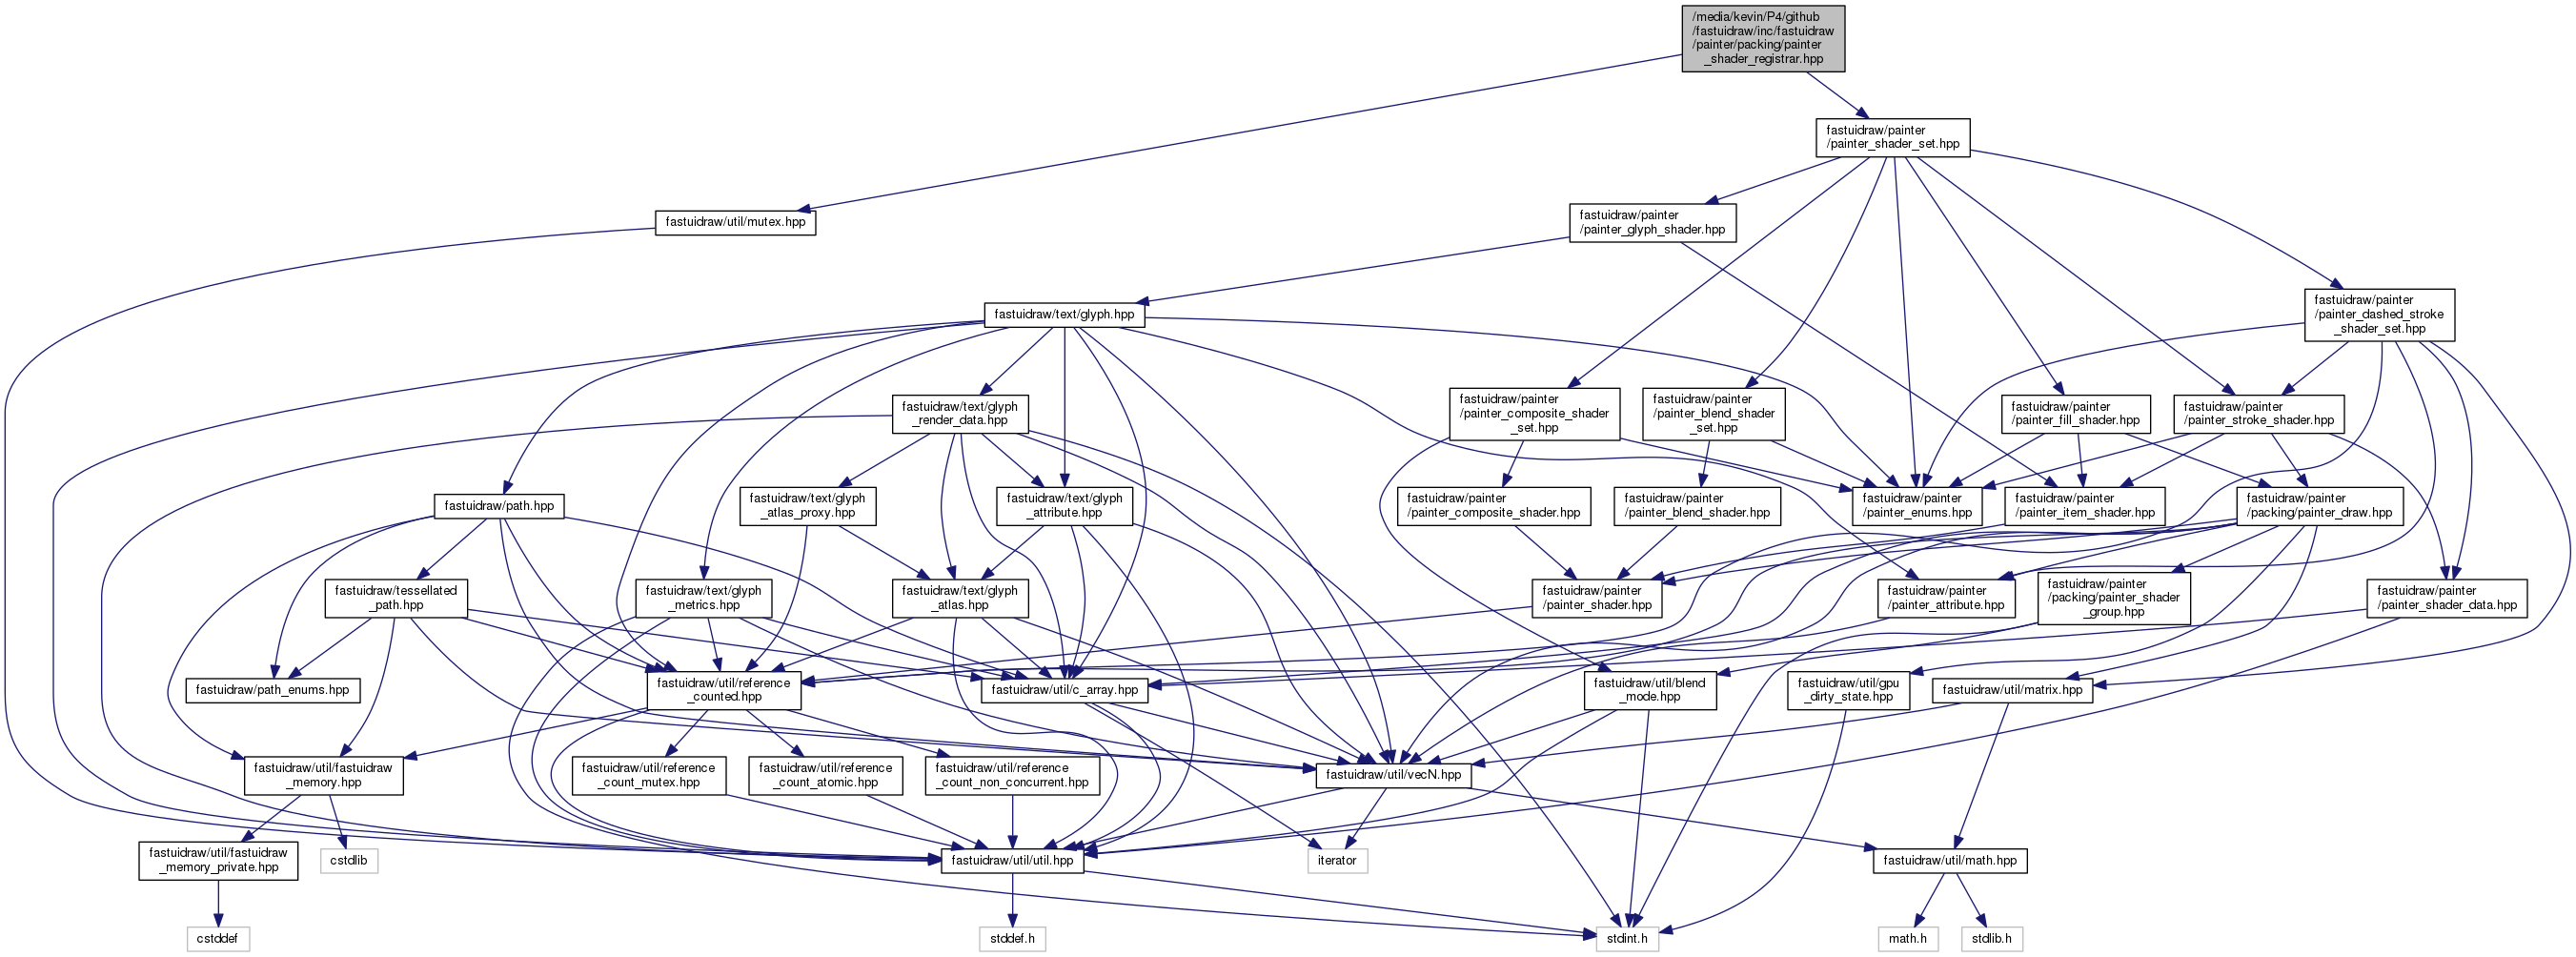 /media/kevin/P4/github
/fastuidraw/inc/fastuidraw
/painter/packing/painter
_shader_registrar.hpp
fastuidraw/painter
/painter_shader_set.hpp
fastuidraw/util/mutex.hpp
fastuidraw/painter
/painter_glyph_shader.hpp
fastuidraw/text/glyph.hpp
fastuidraw/painter
/painter_dashed_stroke
_shader_set.hpp
fastuidraw/text/glyph
_render_data.hpp
fastuidraw/painter
/painter_composite_shader
_set.hpp
fastuidraw/painter
/painter_blend_shader
_set.hpp
fastuidraw/painter
/painter_fill_shader.hpp
fastuidraw/painter
/painter_stroke_shader.hpp
fastuidraw/path.hpp
fastuidraw/text/glyph
_atlas_proxy.hpp
fastuidraw/text/glyph
_attribute.hpp
fastuidraw/painter
/painter_composite_shader.hpp
fastuidraw/painter
/painter_blend_shader.hpp
fastuidraw/painter
/painter_enums.hpp
fastuidraw/painter
/painter_item_shader.hpp
fastuidraw/painter
/packing/painter_draw.hpp
fastuidraw/tessellated
_path.hpp
fastuidraw/text/glyph
_metrics.hpp
fastuidraw/text/glyph
_atlas.hpp
fastuidraw/painter
/painter_shader.hpp
fastuidraw/painter
/painter_attribute.hpp
fastuidraw/painter
/packing/painter_shader
_group.hpp
fastuidraw/painter
/painter_shader_data.hpp
fastuidraw/path_enums.hpp
fastuidraw/util/reference
_counted.hpp
fastuidraw/util/c_array.hpp
fastuidraw/util/blend
_mode.hpp
fastuidraw/util/gpu
_dirty_state.hpp
fastuidraw/util/matrix.hpp
fastuidraw/util/fastuidraw
_memory.hpp
fastuidraw/util/reference
_count_mutex.hpp
fastuidraw/util/reference
_count_atomic.hpp
fastuidraw/util/reference
_count_non_concurrent.hpp
fastuidraw/util/vecN.hpp
fastuidraw/util/fastuidraw
_memory_private.hpp
cstdlib
fastuidraw/util/util.hpp
iterator
fastuidraw/util/math.hpp
cstddef
stddef.h
stdint.h
math.h
stdlib.h